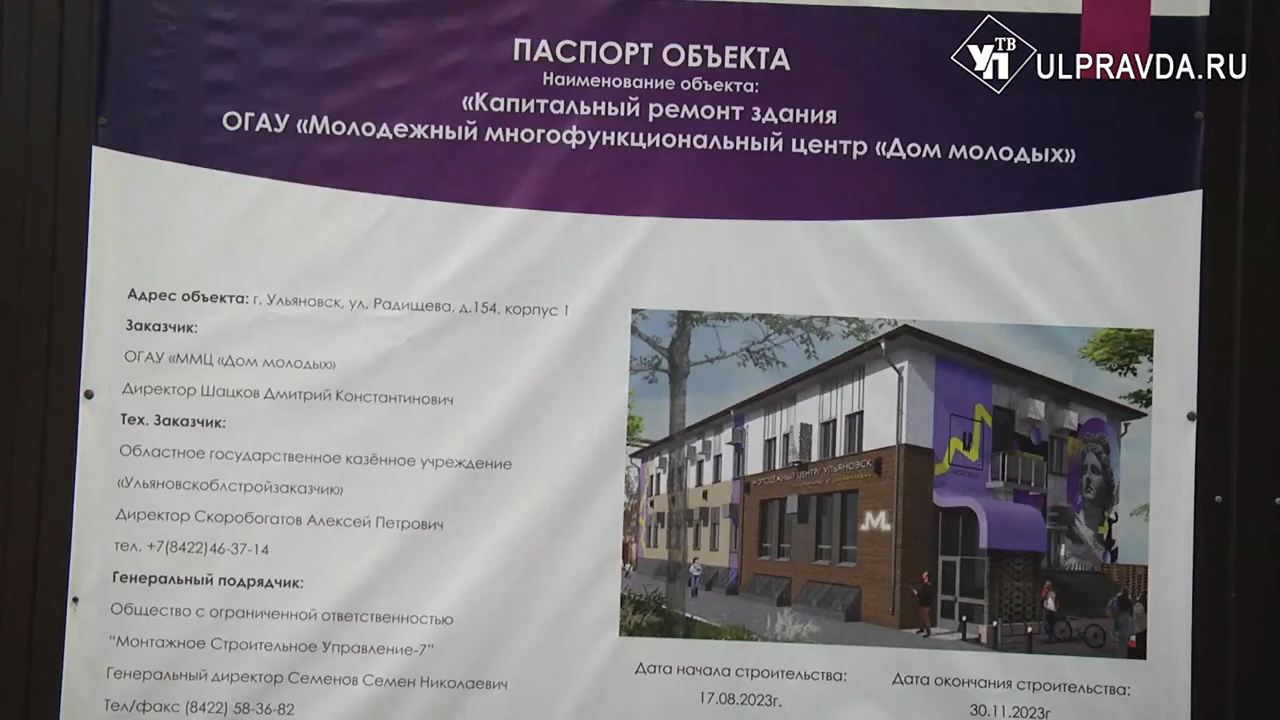 УП ТВ ULPRAVDA.RU
ПАСПОРТ ОБЪЕКТА
Наименование объекта:
«Капитальный ремонт здания
ОГАУ «Молодежный многофункциональный центр «Дом молодых»
Адрес объекта: г. Ульяновск, ул. Радищева, д.154, корпус 1
Заказчик:
ОГАУ «ММЦ «Дом молодых»
Директор Шацков Дмитрий Константинович
Тех. Заказчик:
Областное государственное казённое учреждение
«Ульяновскоблстройзаказчик»
Директор Скоробогатов Алексей Петрович
тел. +7(8422)46-37-14
Генеральный подрядчик:
Общество с ограниченной ответственностью
"Монтажное Строительное Управление-7"
Генеральный директор Семенов Семен Николаевич
Тел/факс (8422) 58-36-82
МОЛОДЕЖНЫЙ ЦЕНТР/ УЛЬЯНОВСК
М
Дата начала строительства:
17.08.2023г.
Дата окончания строительства:
30.11.2023г